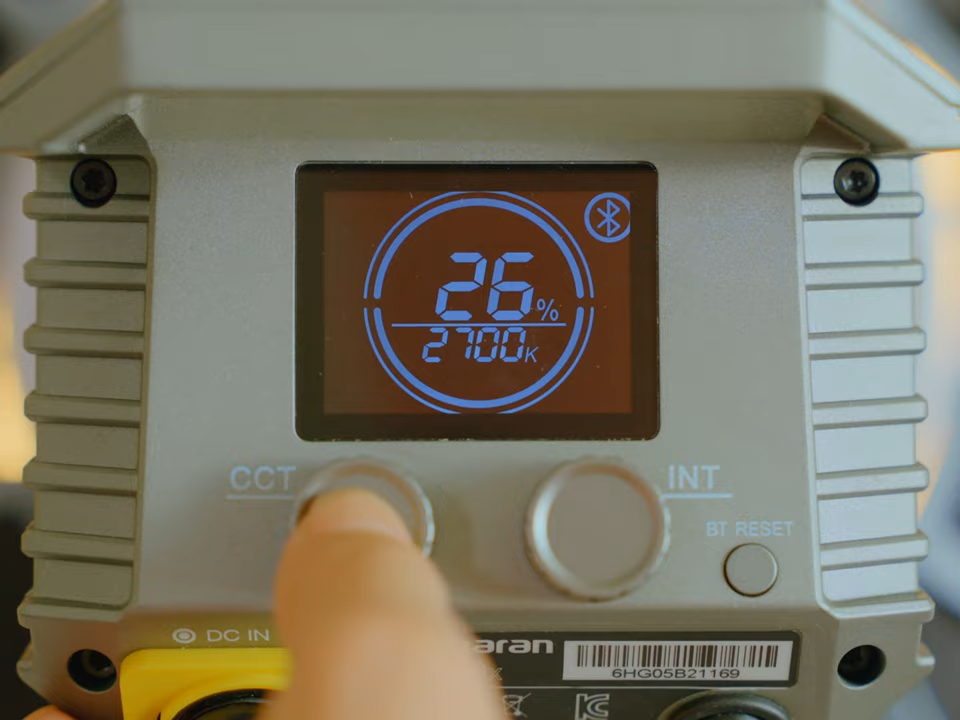 26%
2700K
CCT
INT
BT RESET
DC IN
aran
6HG05B21169